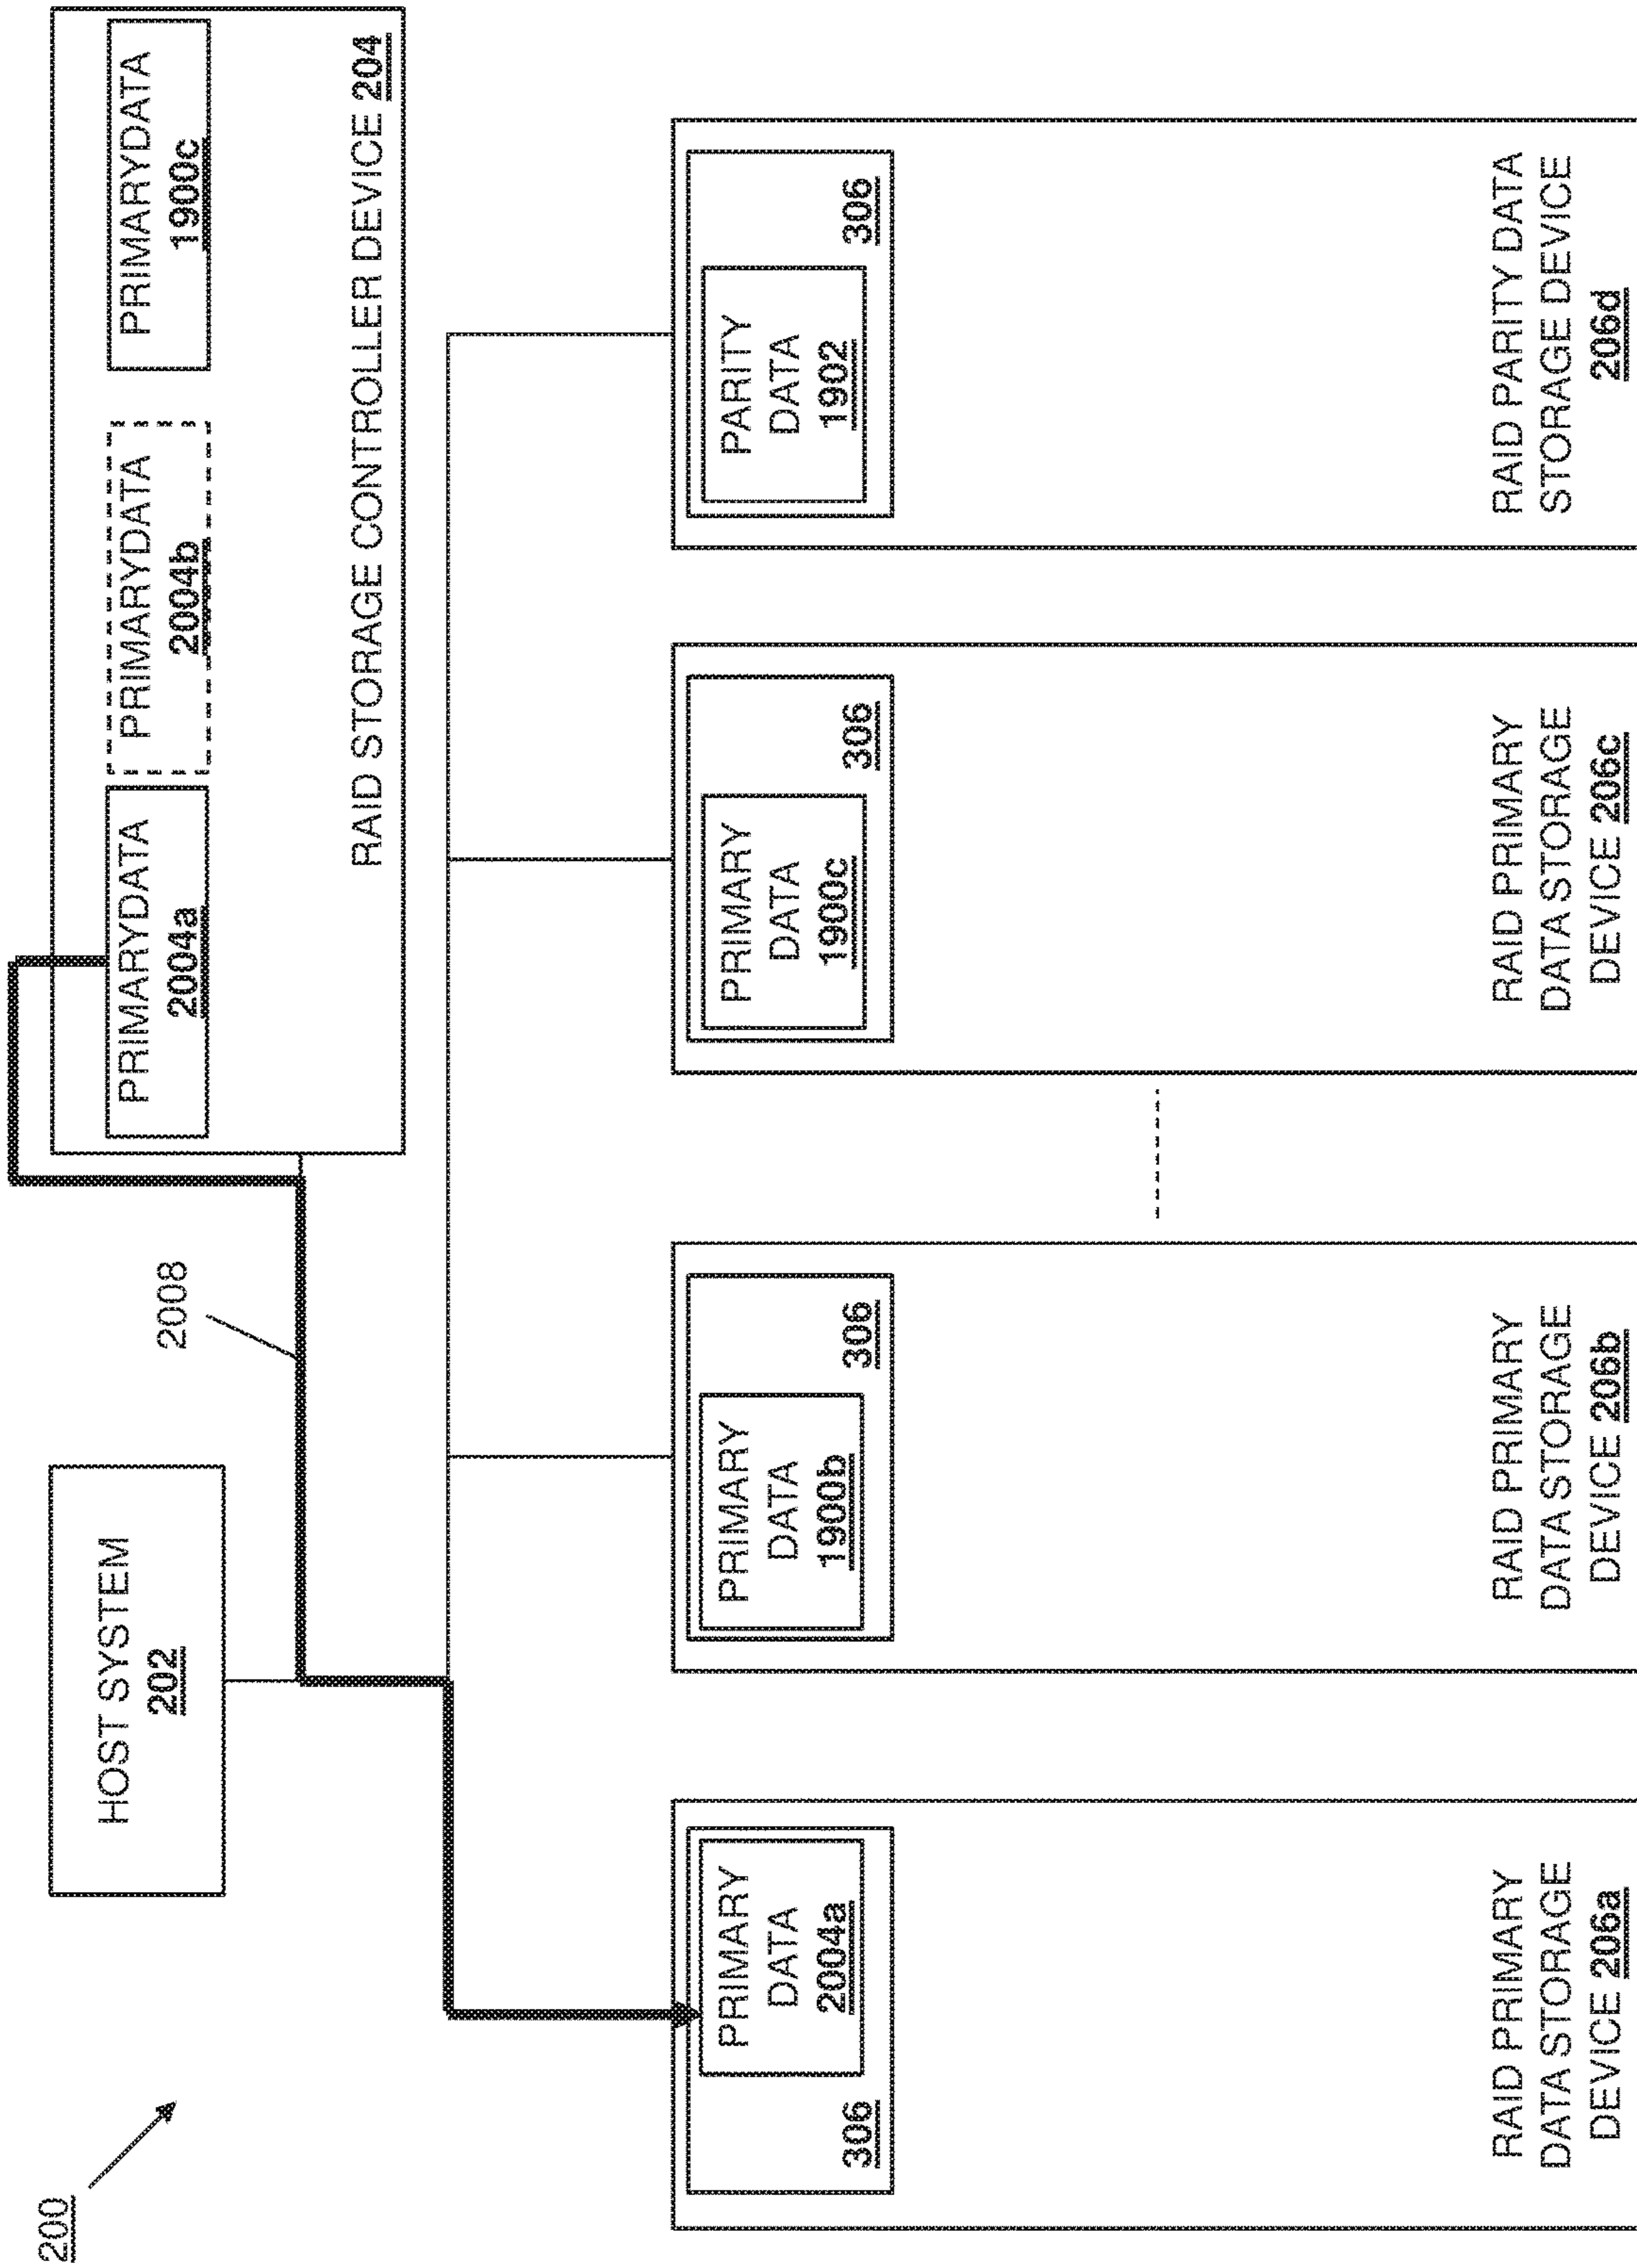 200
HOST SYSTEM
202
2008
PRIMARYDATA
2004a
PRIMARYDATA
2004b
PRIMARYDATA
1900c
RAID STORAGE CONTROLLER DEVICE 204
306
PRIMARY
DATA
2004a
RAID PRIMARY
DATA STORAGE
DEVICE 206a
PRIMARY
DATA
1900b
306
RAID PRIMARY
DATA STORAGE
DEVICE 206b
PRIMARY
DATA
1900c
306
RAID PRIMARY
DATA STORAGE
DEVICE 206c
PARITY
DATA
1902
306
RAID PARITY DATA
STORAGE DEVICE
206d